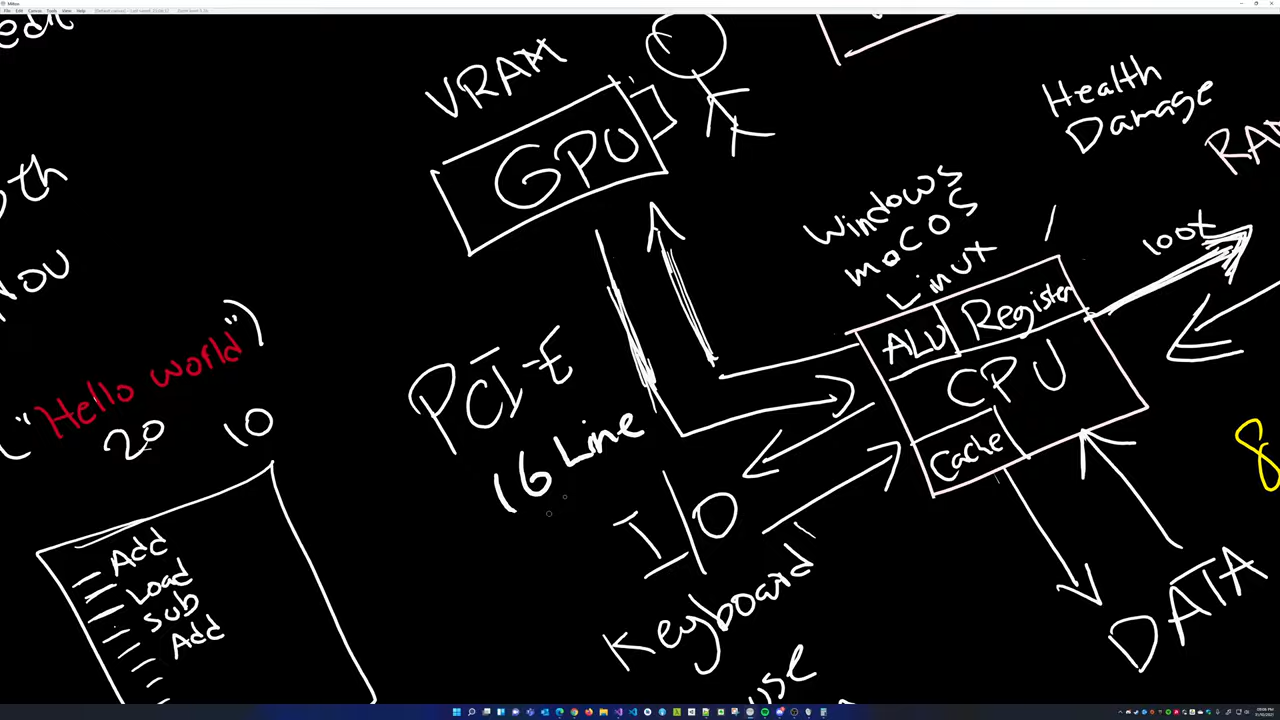 VRAM
GPU
Health
Damage
Windows
macOS
Linux
100x
ALU
Register
CPU
Cache
PCI-E
16 Line
I/O
Keyboard
DATA
("Hello world")
20 10
Add
Load
Sub
Add
8